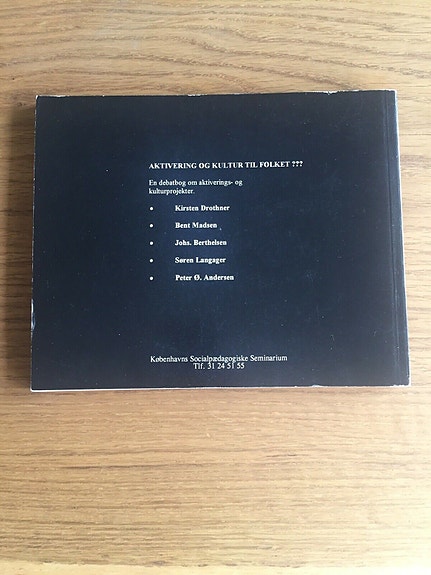 AKTIVERING OG KULTUR TIL FOLKET ???
En debatbog om aktiverings- og
kulturprojekter.
• Kirsten Drothner
• Bent Madsen
• Johs. Berthelsen
• Søren Langager
• Peter Ø. Andersen
Københavns Socialpædagogiske Seminarium
Tlf. 31 24 51 55